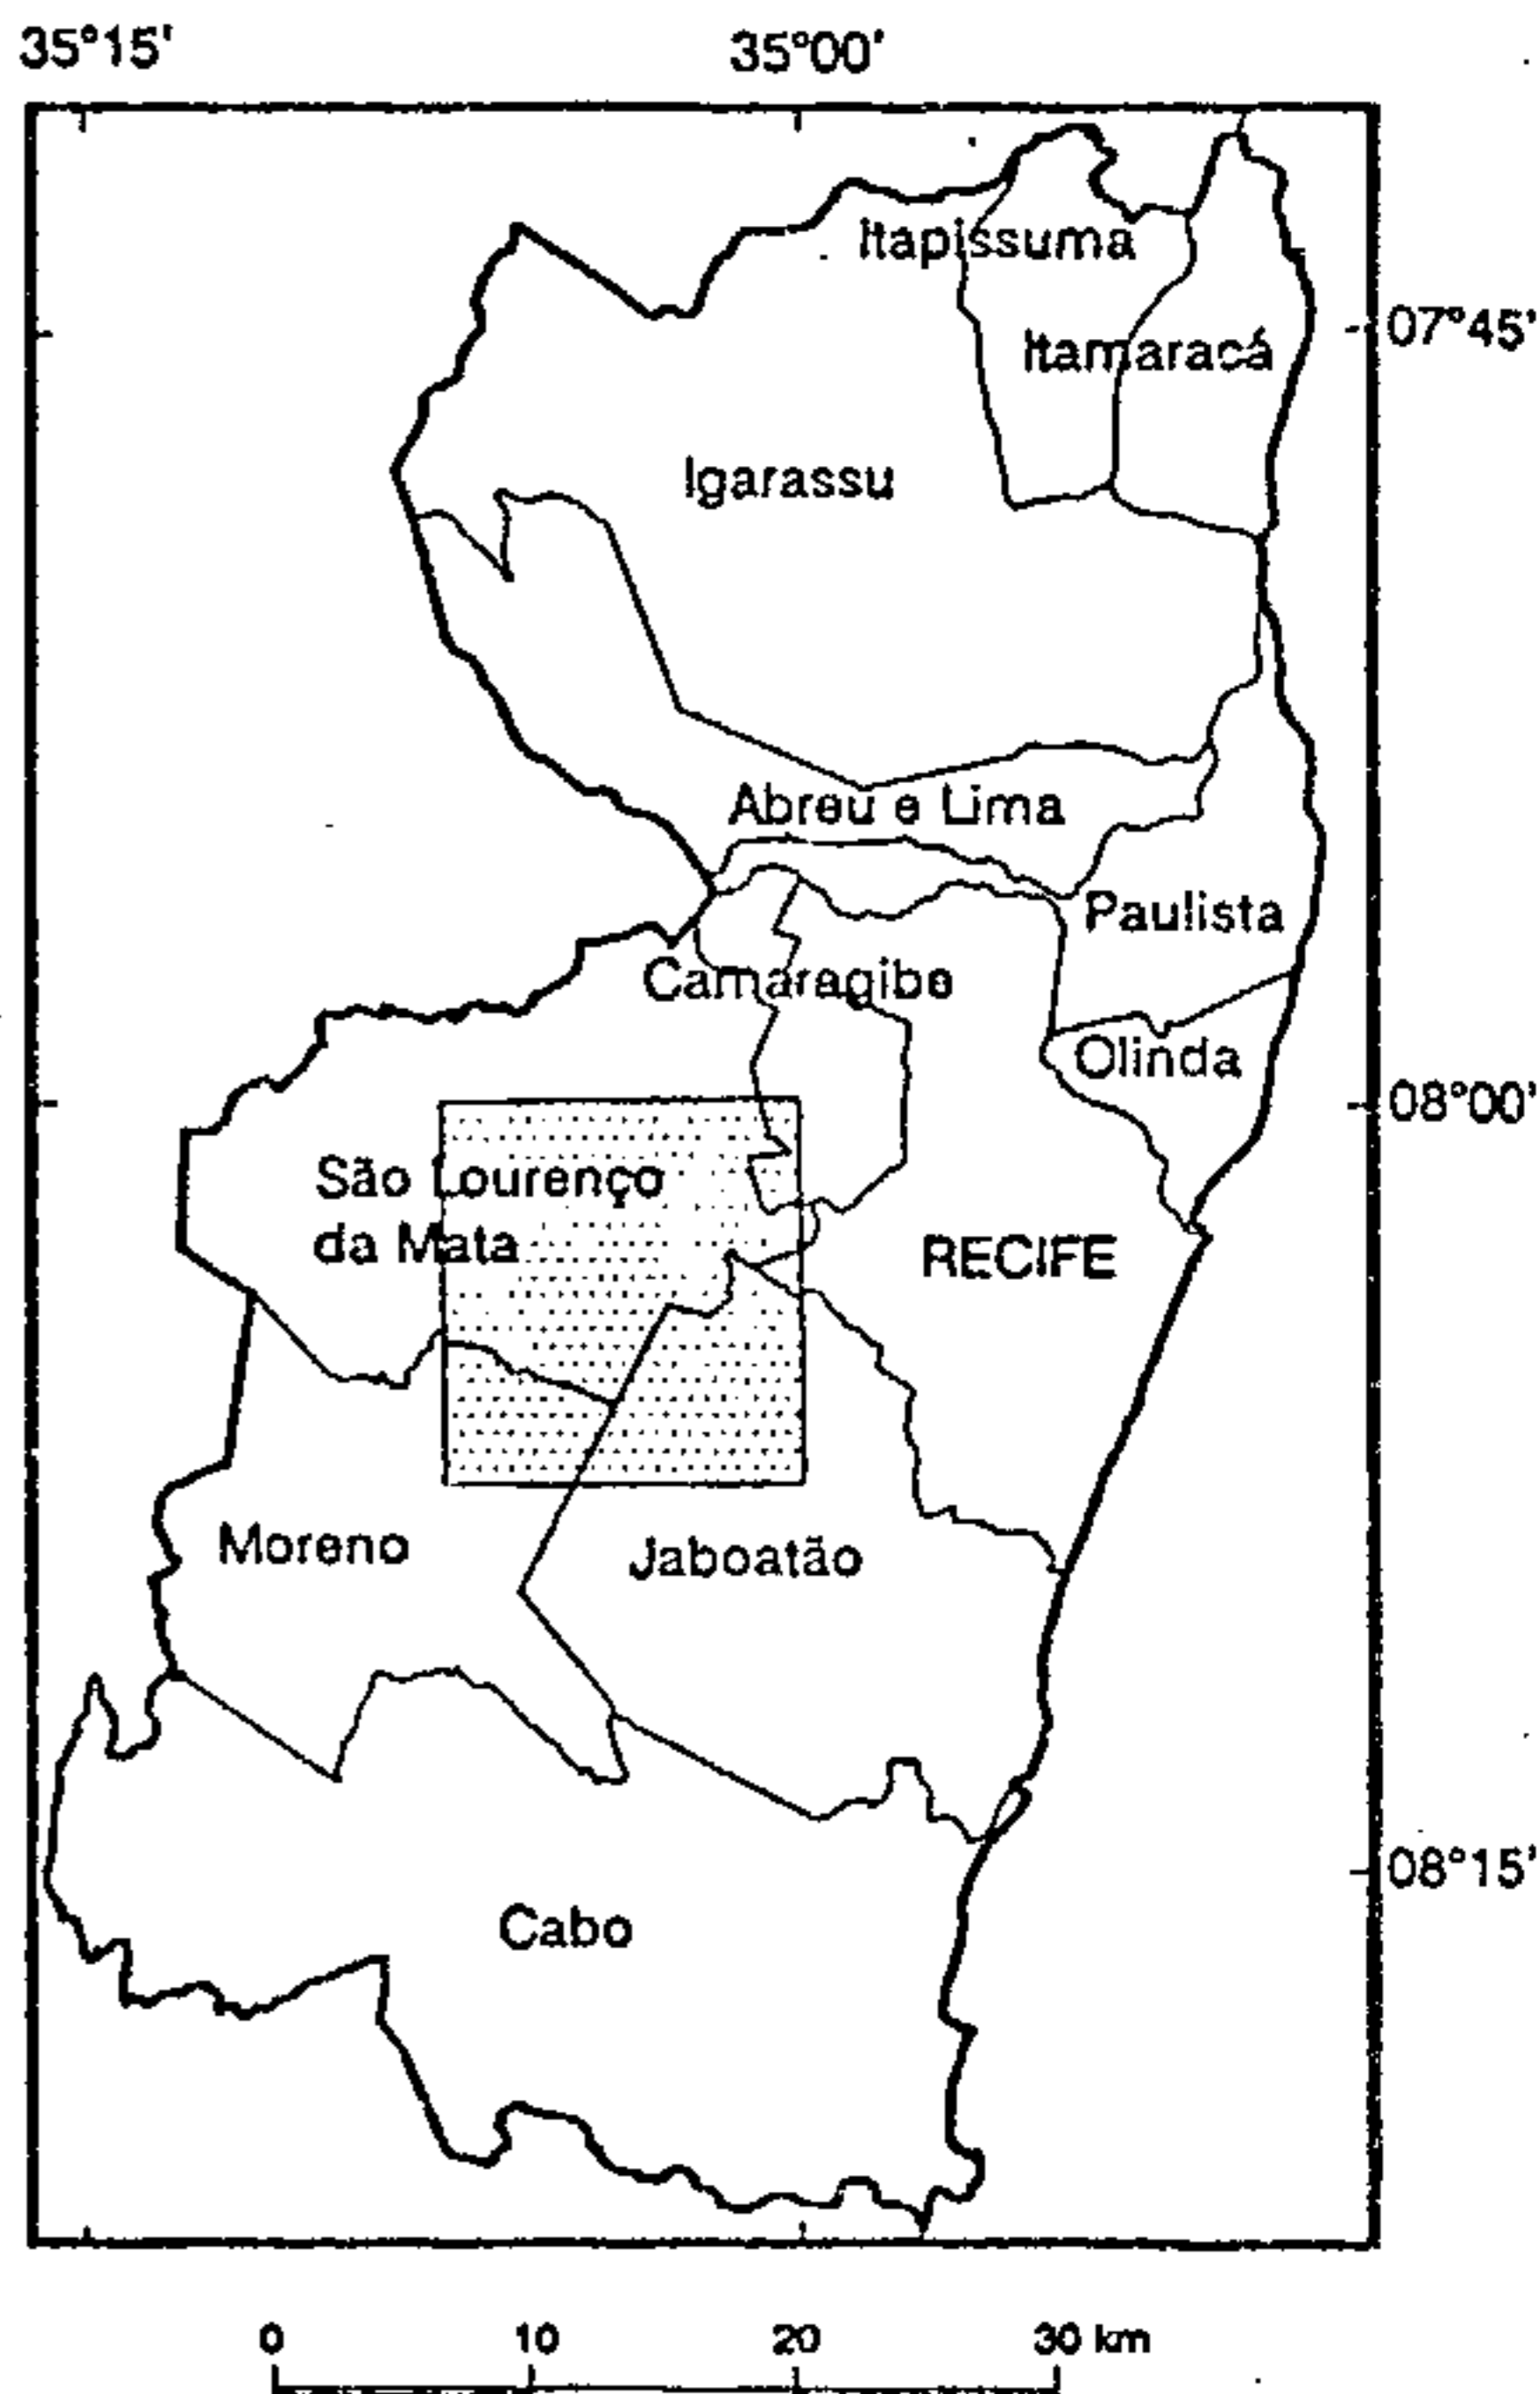 35°15' 35°00'
Itapissuma
07°45'
Itamaracá
Igarassu
Abreu e Lima
Paulista
Camaragibe
Olinda
08°00'
São Lourenço
da Mata
RECIFE
Moreno
Jaboatão
08°15'
Cabo
0 10 20 30 km